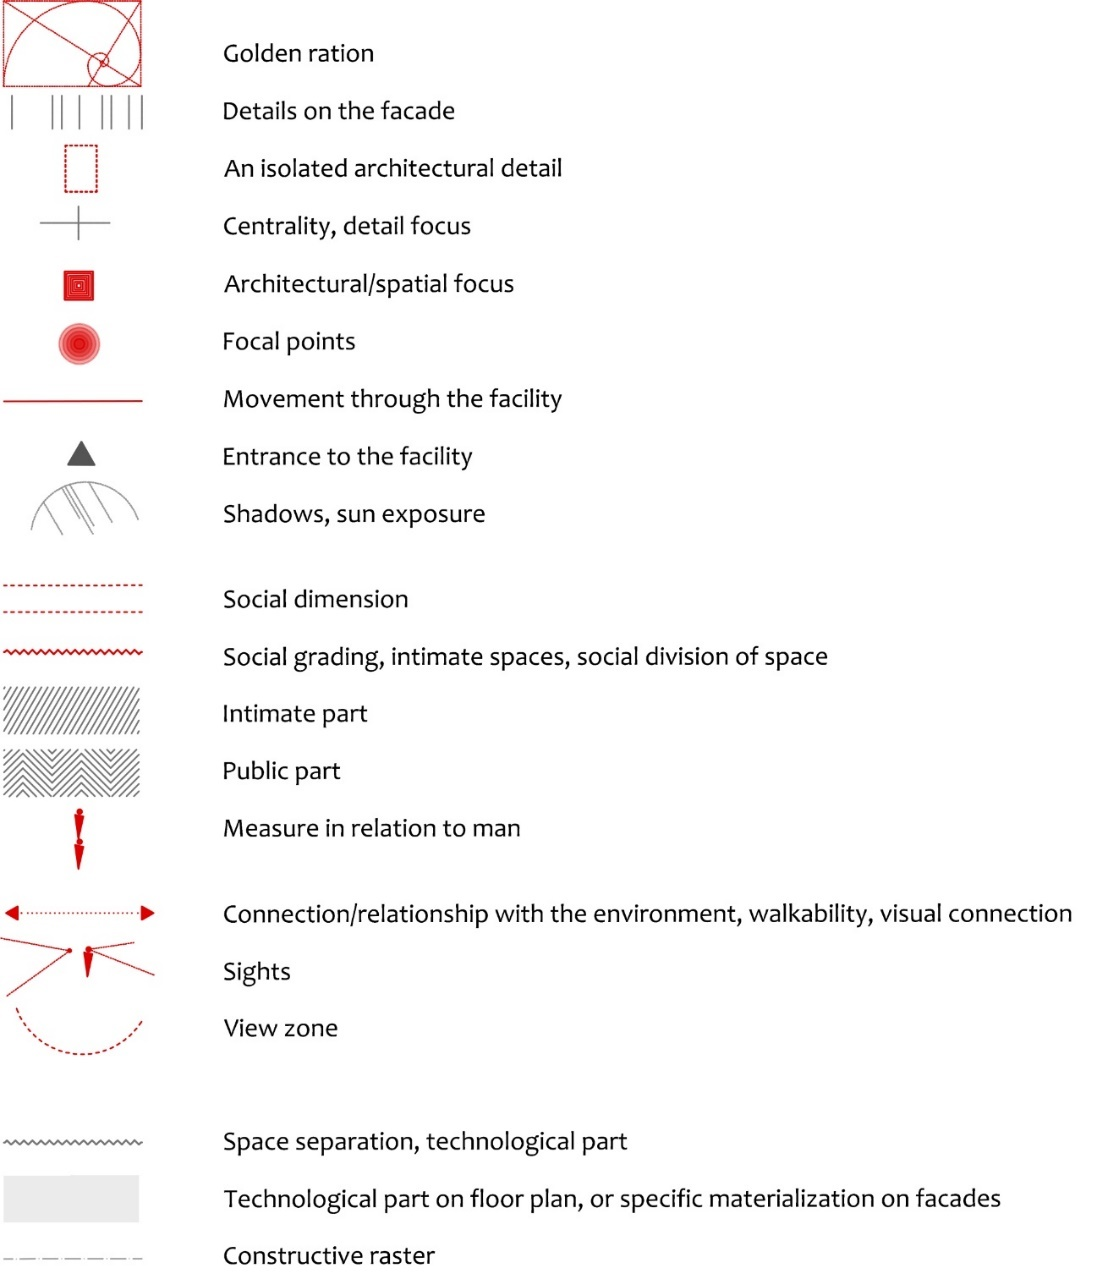 Golden ration
Details on the facade
An isolated architectural detail
Centrality, detail focus
Architectural/spatial focus
Focal points
Movement through the facility
Entrance to the facility
Shadows, sun exposure
Social dimension
Social grading, intimate spaces, social division of space
Intimate part
Public part
Measure in relation to man
Connection/relationship with the environment, walkability, visual connection
Sights
View zone
Space separation, technological part
Technological part on floor plan, or specific materialization on facades
Constructive raster